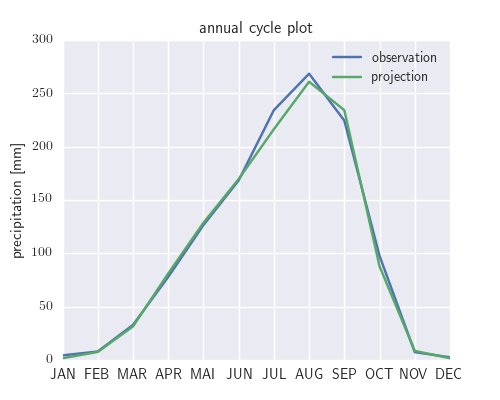 annual cycle plot
300
250
200
150
100
50
0
precipitation [mm]
observation
projection
JAN FEB MAR APR MAI JUN JUL AUG SEP OCT NOV DEC